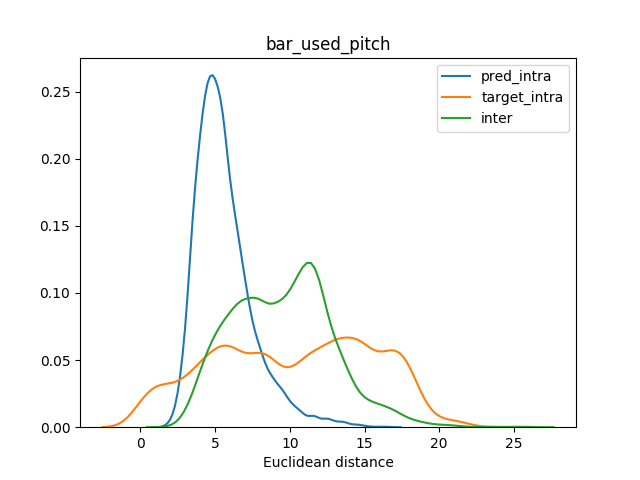 bar_used_pitch
pred_intra
target_intra
inter
0.25
0.20
0.15
0.10
0.05
0.00
0 5 10 15 20 25
Euclidean distance